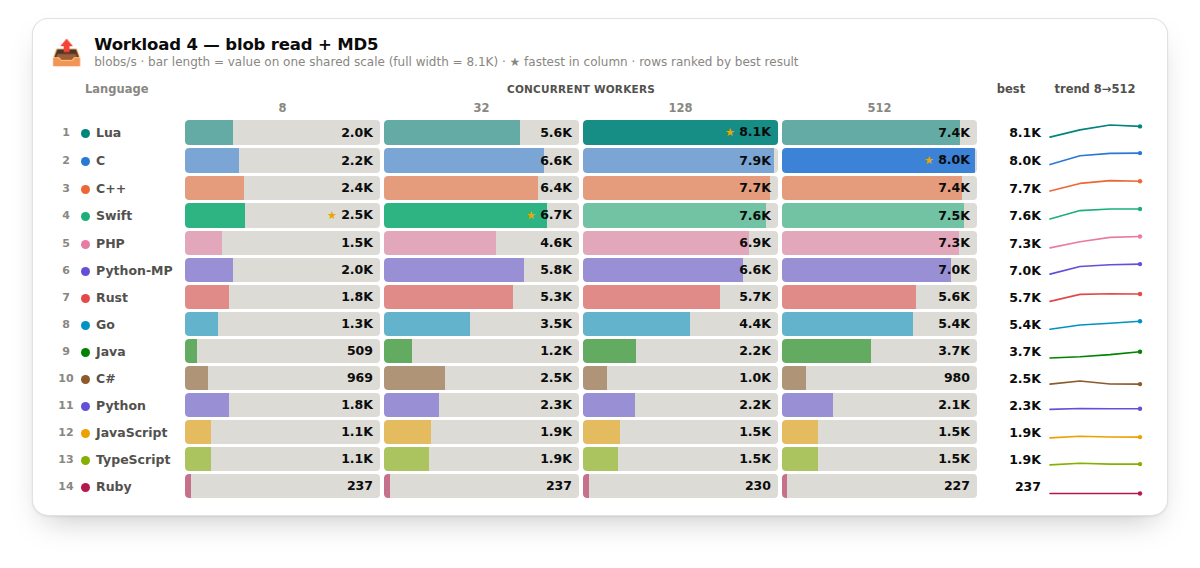 Workload 4 — blob read + MD5
blobs/s · bar length = value on one shared scale (full width = 8.1K) · ★ fastest in column · rows ranked by best result
Language CONCURRENT WORKERS best trend 8→512
8 32 128 512
1 Lua 2.0K 5.6K ★ 8.1K 7.4K 8.1K
2 C 2.2K 6.6K 7.9K ★ 8.0K 8.0K
3 C++ 2.4K 6.4K 7.7K 7.4K 7.7K
4 Swift ★ 2.5K ★ 6.7K 7.6K 7.5K 7.6K
5 PHP 1.5K 4.6K 6.9K 7.3K 7.3K
6 Python-MP 2.0K 5.8K 6.6K 7.0K 7.0K
7 Rust 1.8K 5.3K 5.7K 5.6K 5.7K
8 Go 1.3K 3.5K 4.4K 5.4K 5.4K
9 Java 509 1.2K 2.2K 3.7K 3.7K
10 C# 969 2.5K 1.0K 980 2.5K
11 Python 1.8K 2.3K 2.2K 2.1K 2.3K
12 JavaScript 1.1K 1.9K 1.5K 1.5K 1.9K
13 TypeScript 1.1K 1.9K 1.5K 1.5K 1.9K
14 Ruby 237 237 230 227 237